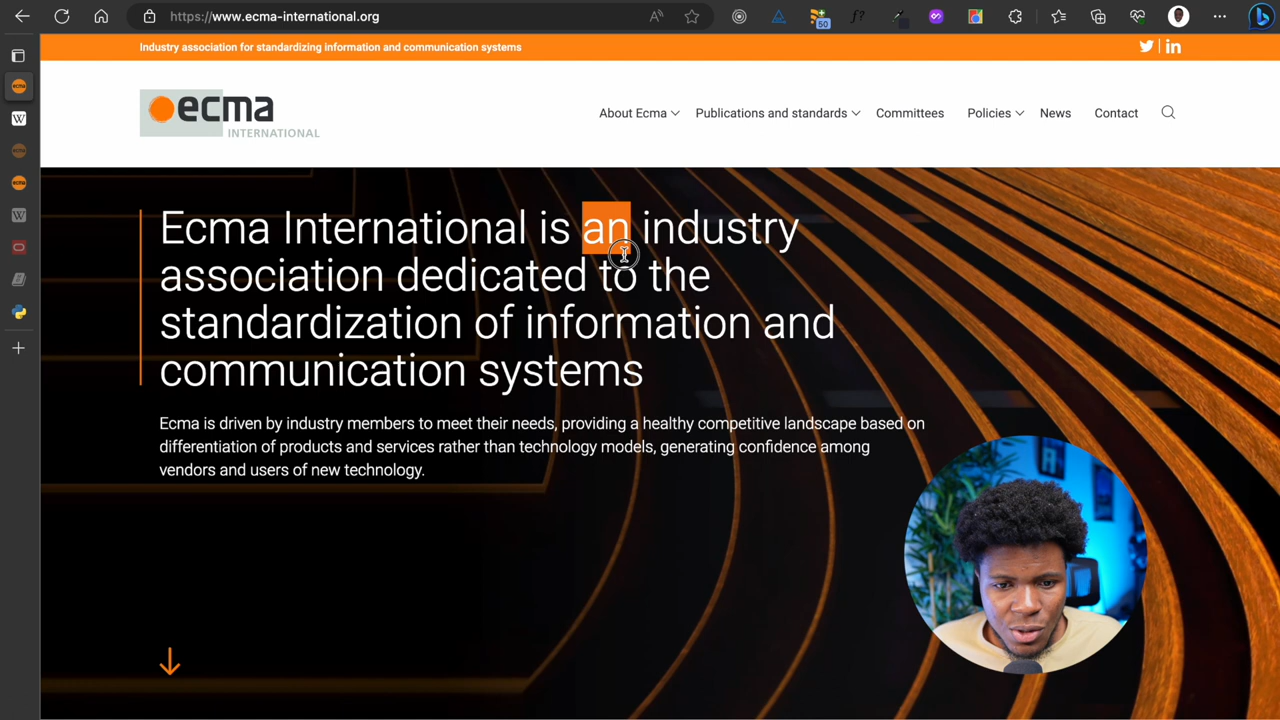 https://www.ecma-international.org
50
Industry association for standardizing information and communication systems
ecma
INTERNATIONAL
About Ecma
Publications and standards
Committees
Policies
News
Contact
Ecma International is an industry
association dedicated to the
standardization of information and
communication systems
Ecma is driven by industry members to meet their needs, providing a healthy competitive landscape based on
differentiation of products and services rather than technology models, generating confidence among
vendors and users of new technology.